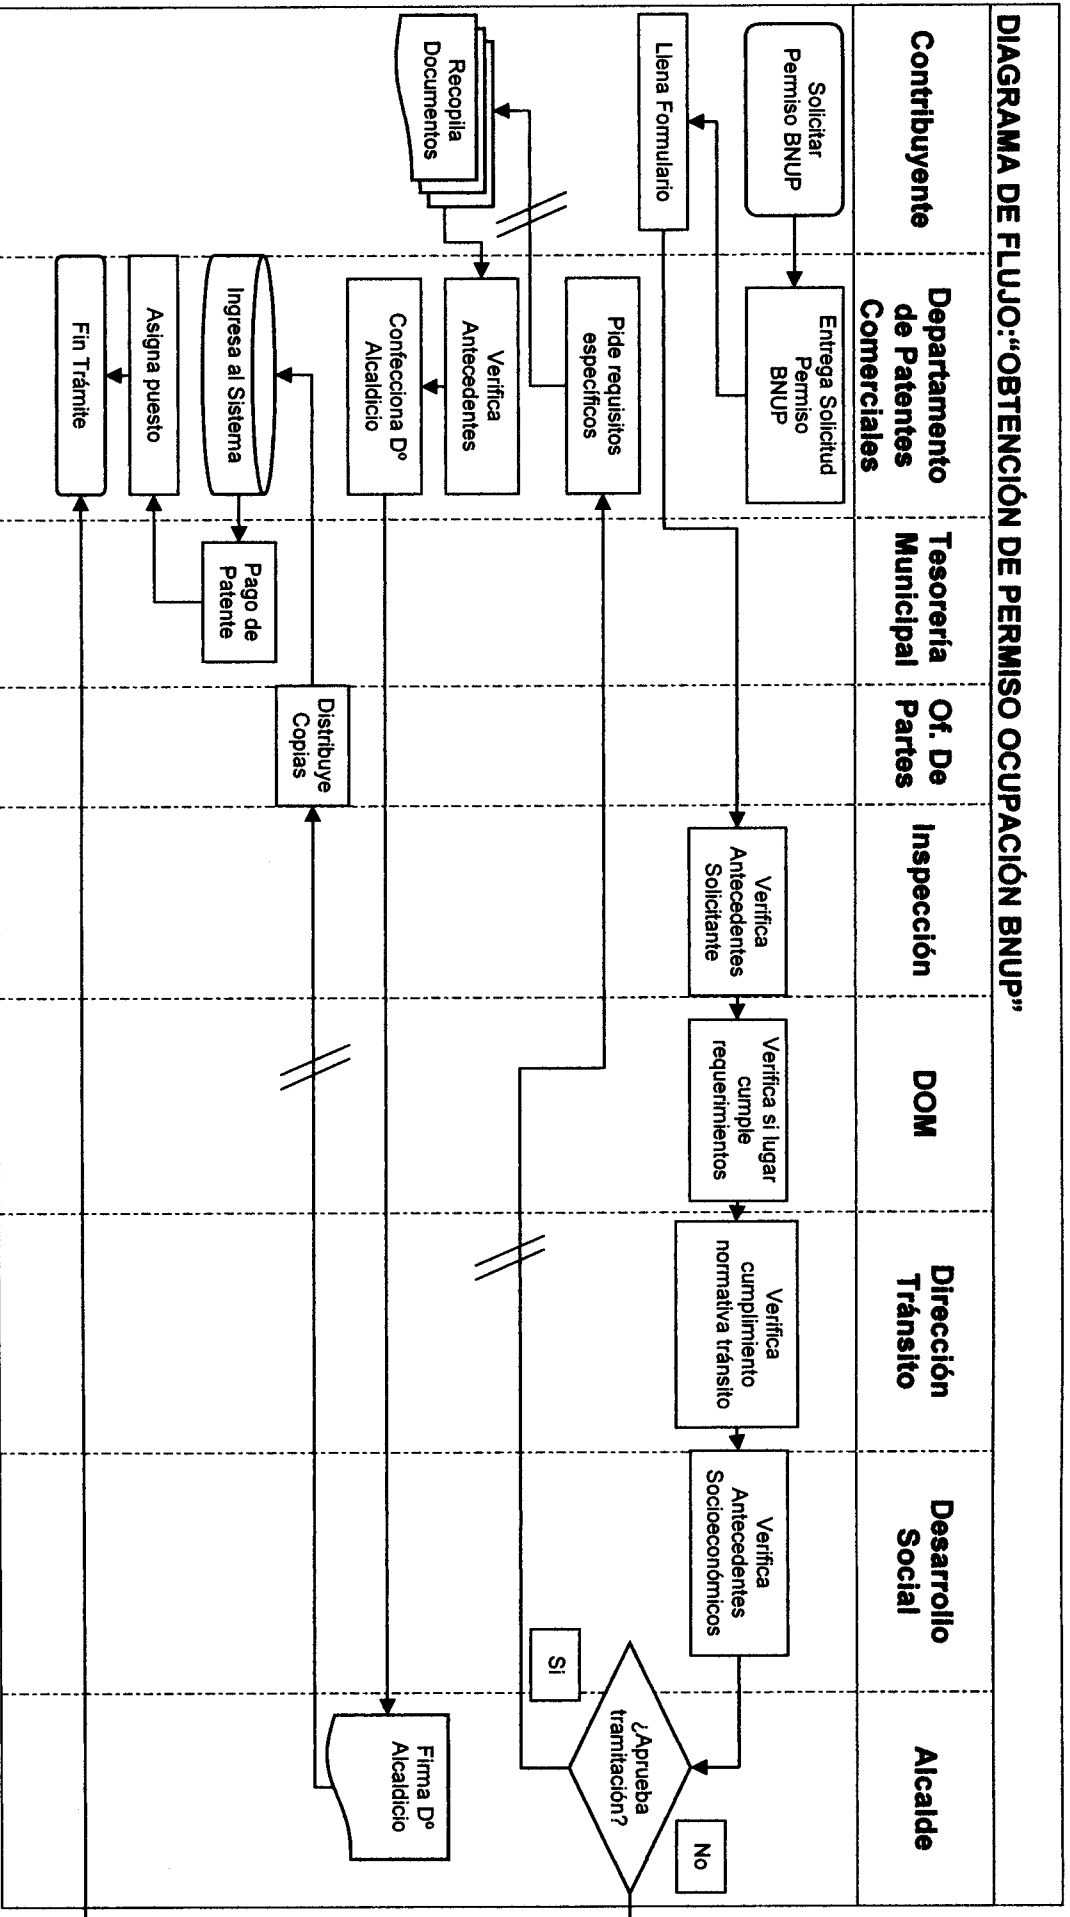 DIAGRAMA DE FLUJO:“OBTENCIÓN DE PERMISO OCUPACIÓN BNUP”
Contribuyente
Departamento
de Patentes
Comerciales
Tesorería
Municipal
Of. De
Partes
Inspección
DOM
Dirección
Tránsito
Desarrollo
Social
Alcalde
Solicitar
Permiso BNUP
Entrega Solicitud
Permiso
BNUP
Llena Formulario
Verifica
Antecedentes
Solicitante
Verifica si lugar
cumple
requerimientos
Verifica
cumplimiento
normativa tránsito
Verifica
Antecedentes
Socioeconómicos
¿Aprueba
tramitación?
No
Si
Pide requisitos
específicos
Recopila
Documentos
Verifica
Antecedentes
Confecciona Dº
Alcaldicio
Firma Dº
Alcaldicio
Distribuye
Copias
Ingresa al Sistema
Pago de
Patente
Asigna puesto
Fin Trámite